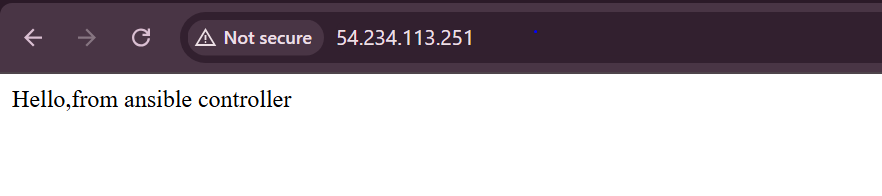 Not secure 54.234.113.251
Hello,from ansible controller